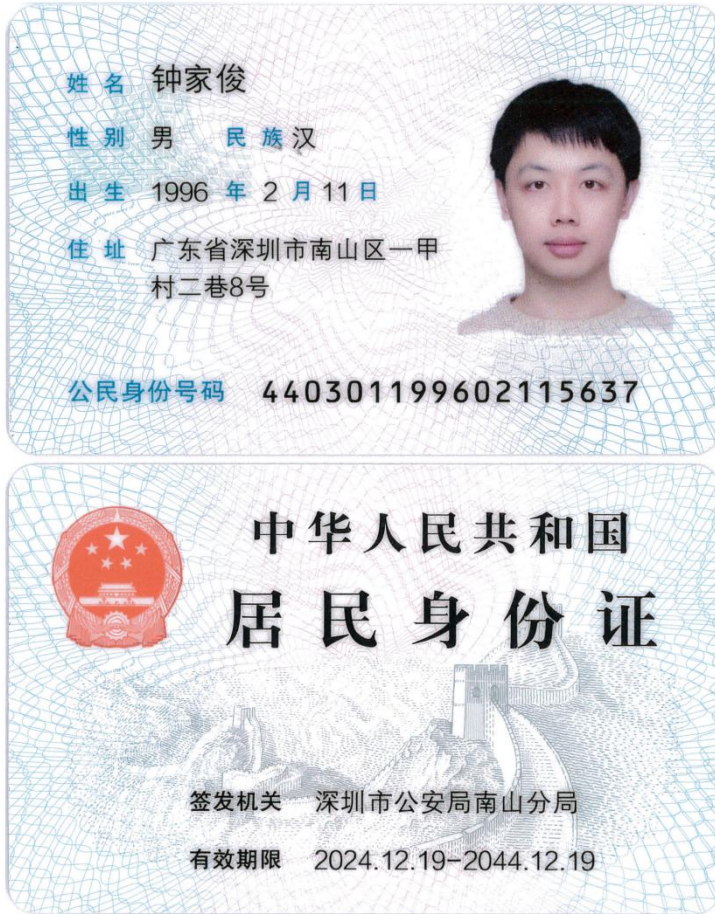 姓名 钟家俊
性别 男 民族 汉
出生 1996 年 2 月 11 日
住址 广东省深圳市南山区一甲
村二巷8号
公民身份号码 440301199602115637
中华人民共和国
居民身份证
签发机关 深圳市公安局南山分局
有效期限 2024.12.19-2044.12.19